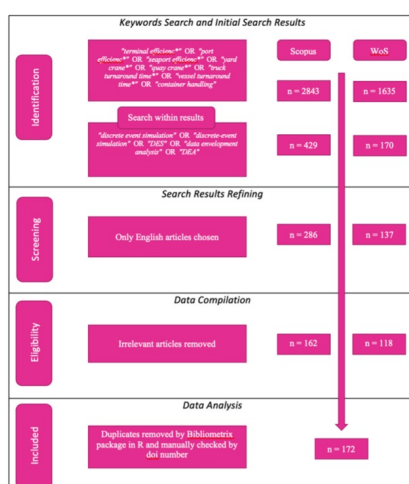 Keywords Search and Initial Search Results
Identification
"terminal efficienc*" OR "port
efficienc*" OR "seaport efficienc*" OR "yard
crane*" OR "quay crane*" OR "truck
turnaround time*" OR "vessel turnaround
time*" OR "container handling"
Scopus
WoS
n = 2843
n = 1635
Search within results
"discrete event simulation" OR "discrete-event
simulation" OR "DES" OR "data envelopment
analysis" OR "DEA"
n = 429
n = 170
Search Results Refining
Screening
Only English articles chosen
n = 286
n = 137
Data Compilation
Eligibility
Irrelevant articles removed
n = 162
n = 118
Data Analysis
Included
Duplicates removed by Bibliometrix
package in R and manually checked by
doi number
n = 172